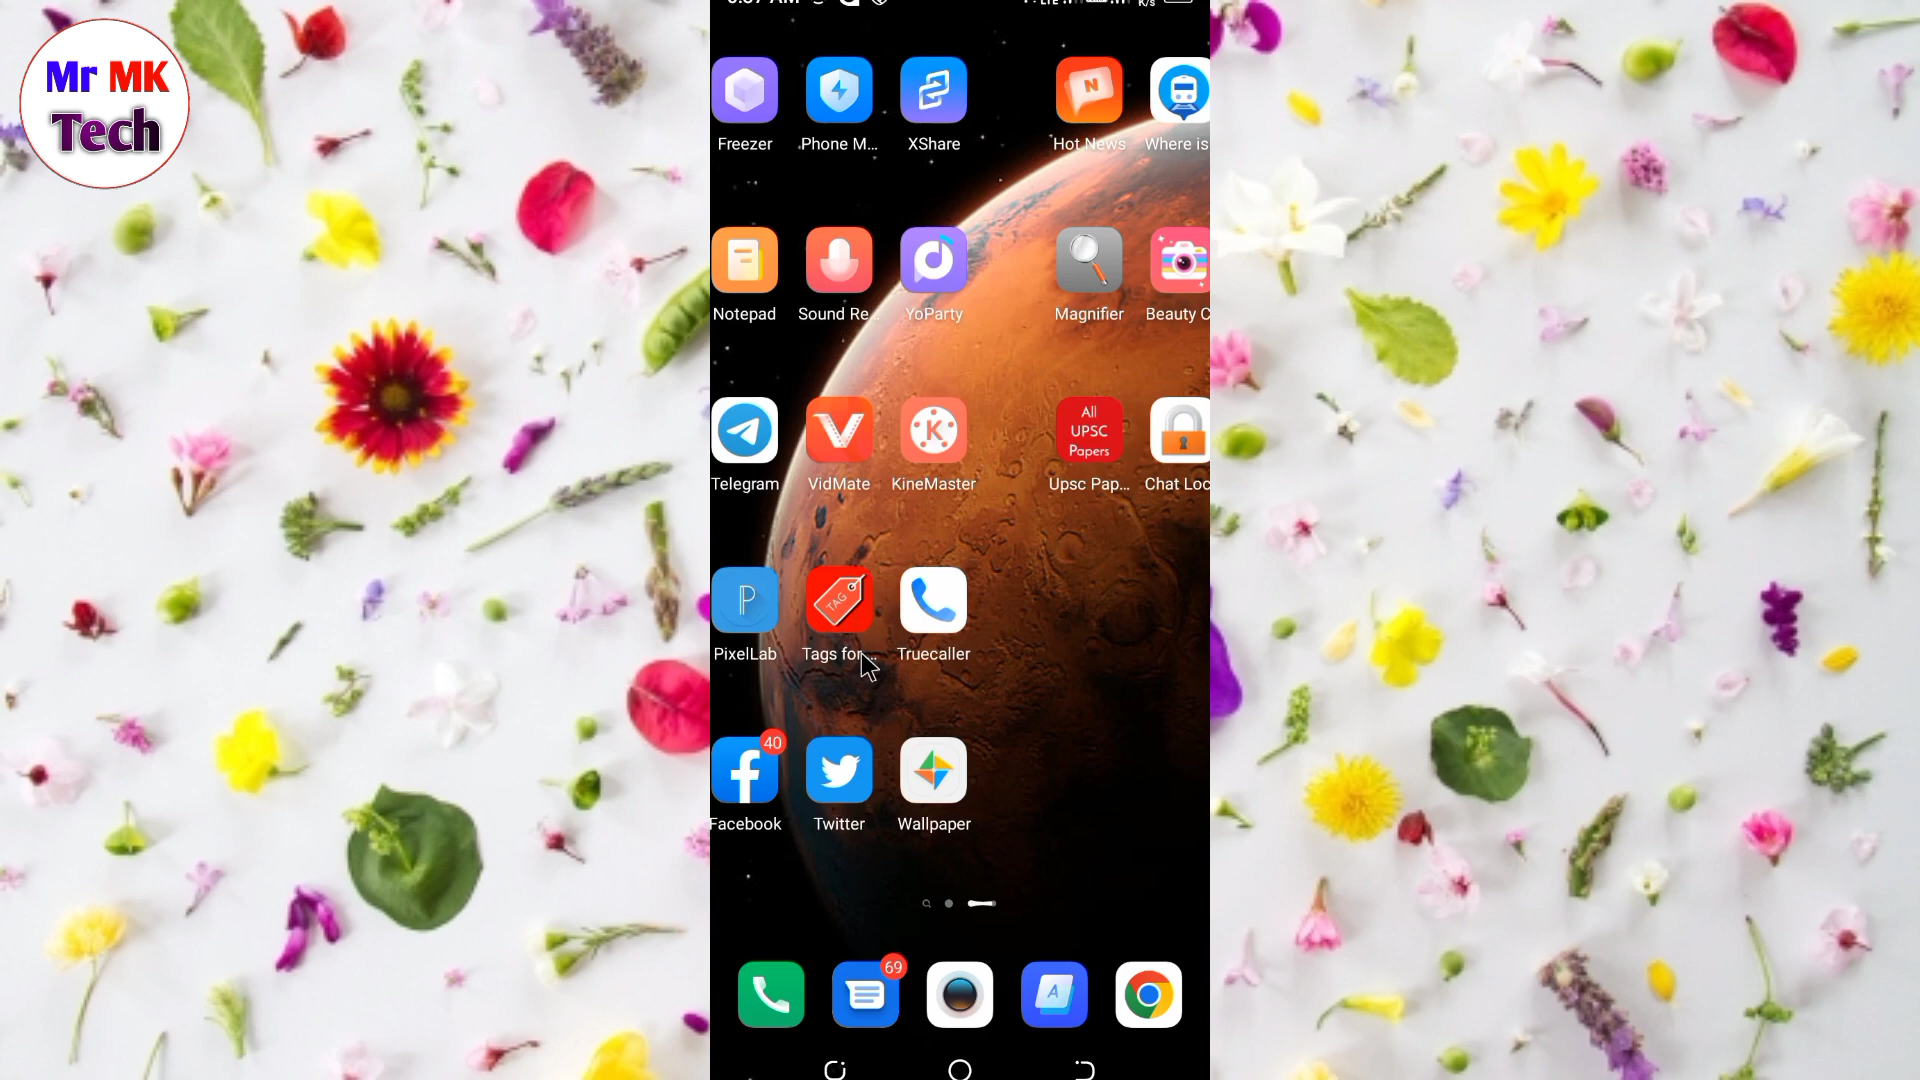 Mr MK
Tech
K/s
Freezer
Phone M...
XShare
N
Hot News
Where is
Notepad
Sound Re...
YoParty
Magnifier
Beauty C
Telegram
VidMate
K
KineMaster
All
UPSC
Papers
Upsc Pap...
Chat Loc
P
PixelLab
TAG
Tags for ...
Truecaller
40
Facebook
Twitter
Wallpaper
69
A